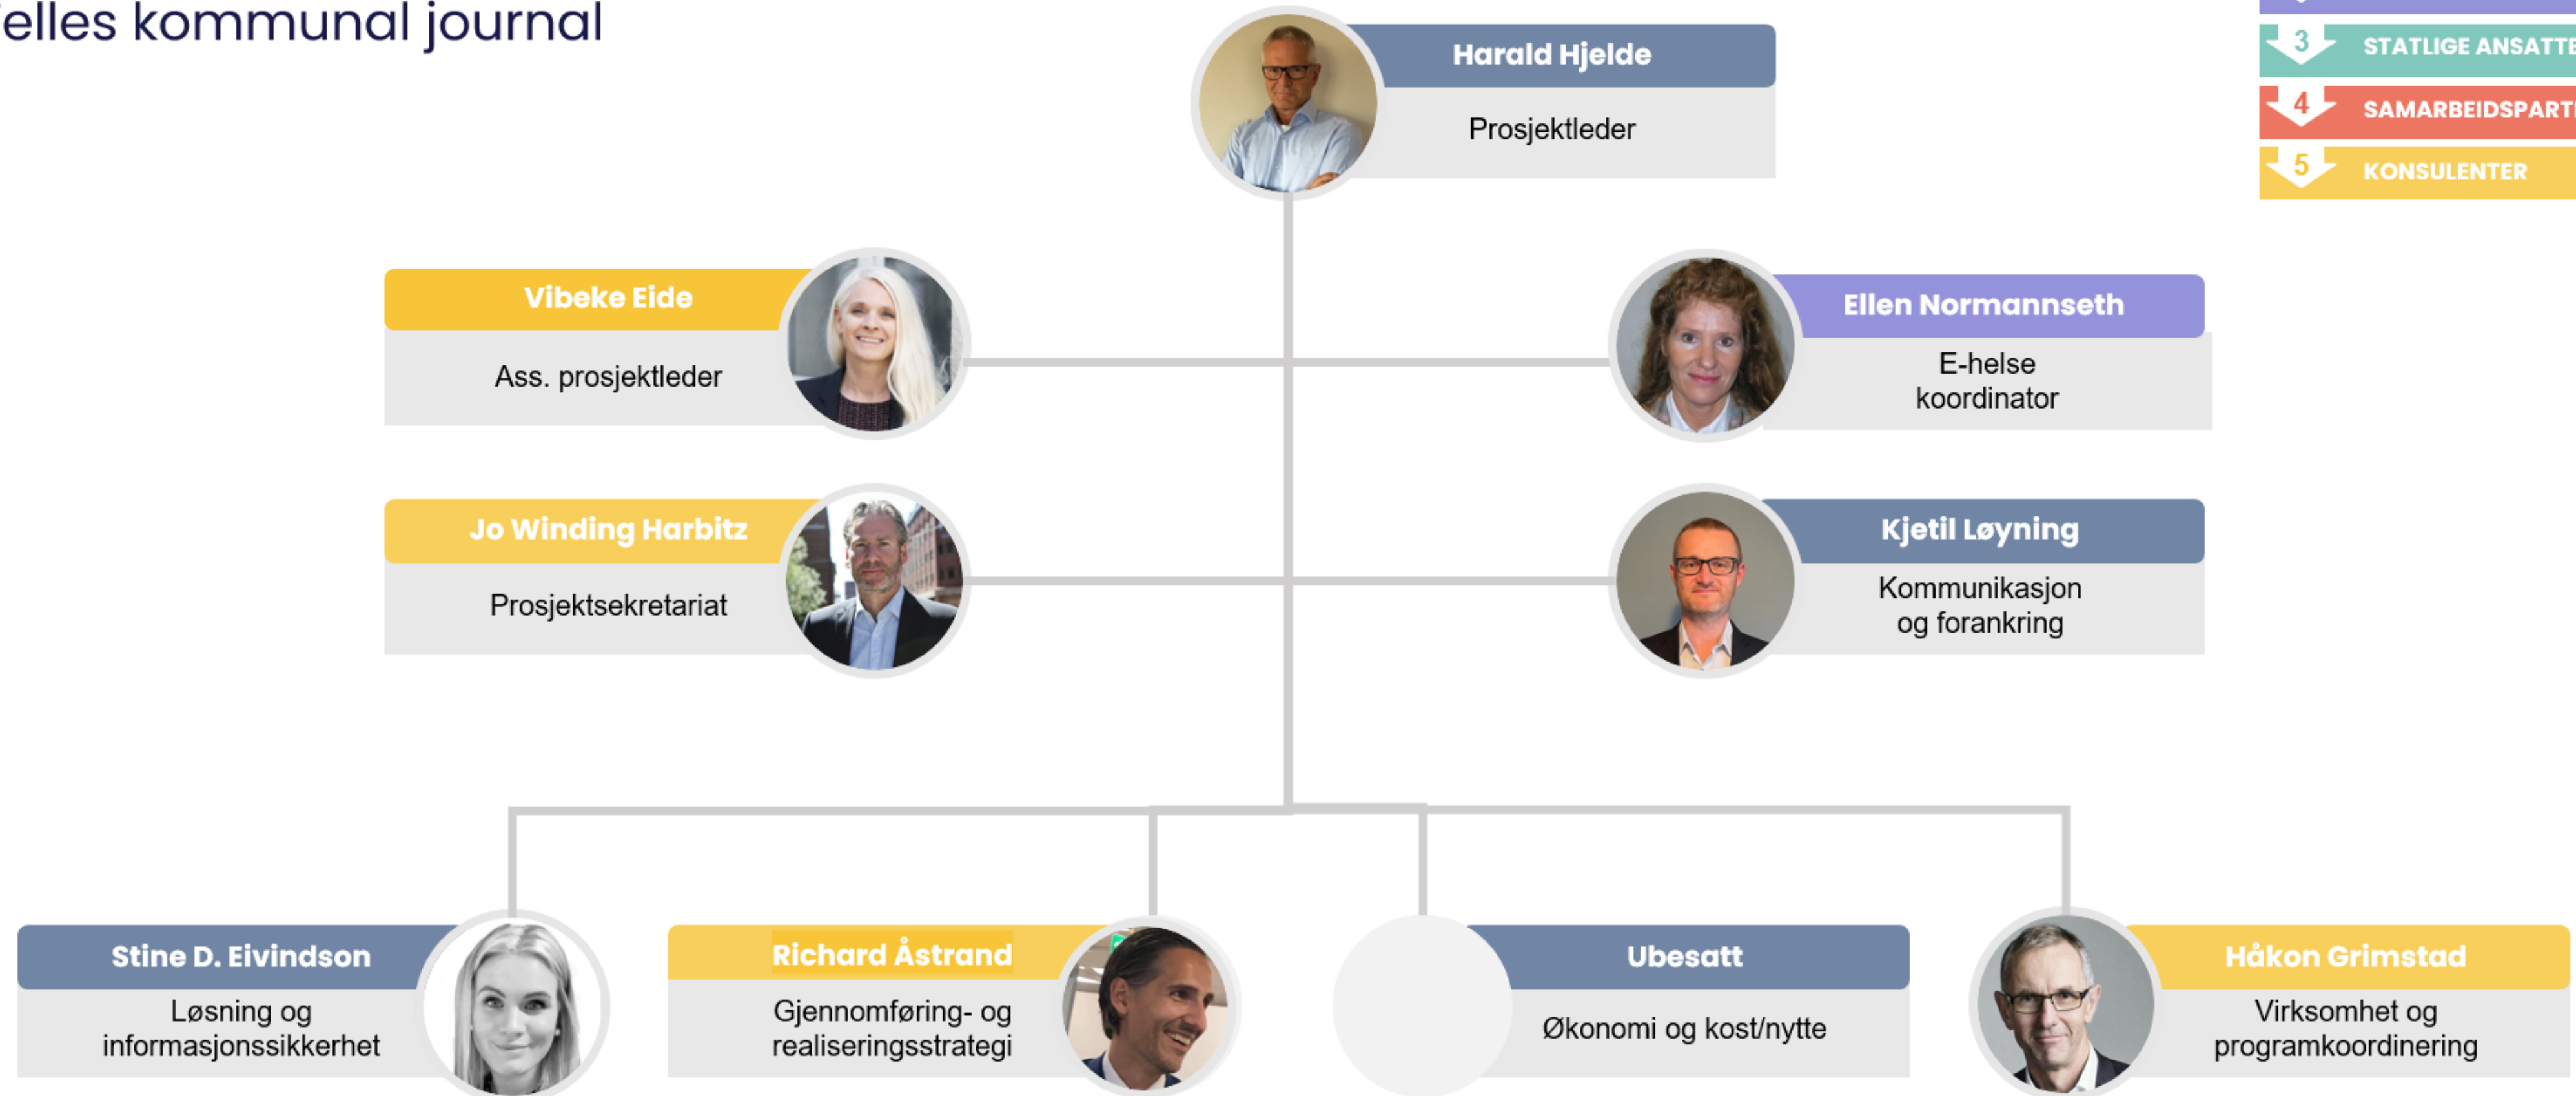 elles kommunal journal
Harald Hjelde
Prosjektleder
3 STATLIGE ANSATTE
4 SAMARBEIDSPART
5 KONSULENTER
Vibeke Eide
Ass. prosjektleder
Ellen Normannseth
E-helse
koordinator
Jo Winding Harbitz
Prosjektsekretariat
Kjetil Løyning
Kommunikasjon
og forankring
Stine D. Eivindson
Løsning og
informasjonssikkerhet
Richard Åstrand
Gjennomføring- og
realiseringsstrategi
Ubesatt
Økonomi og kost/nytte
Håkon Grimstad
Virksomhet og
programkoordinering